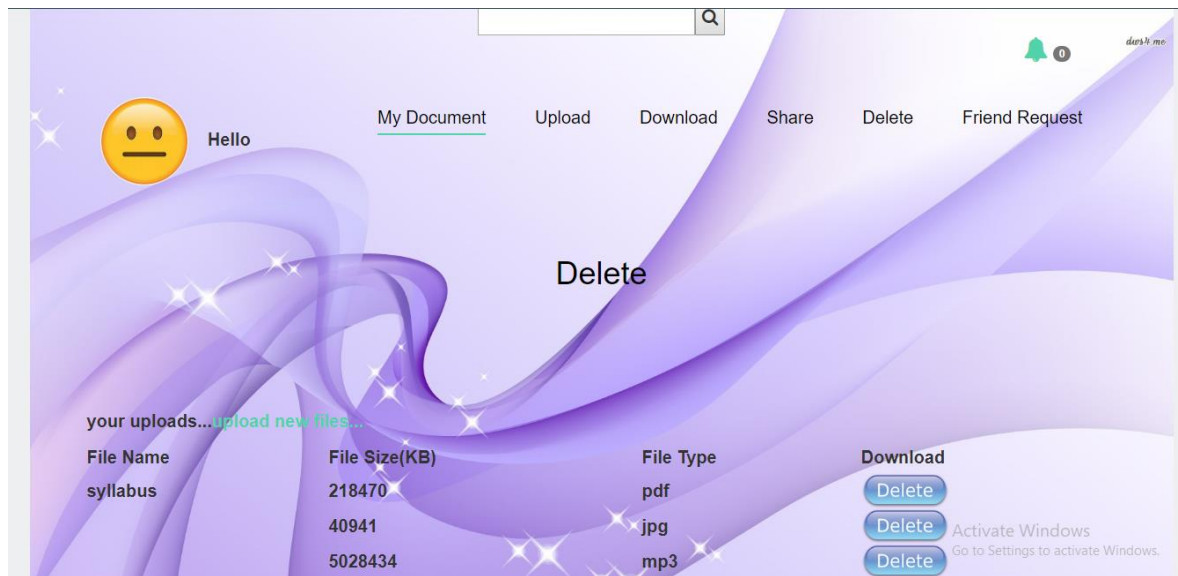 0
dws4 me
My Document Upload Download Share Delete Friend Request
Hello
Delete
your uploads...upload new files...
File Name File Size(KB) File Type Download
syllabus 218470 pdf Delete
40941 jpg Delete
Activate Windows
5028434 mp3 Delete
Go to Settings to activate Windows.